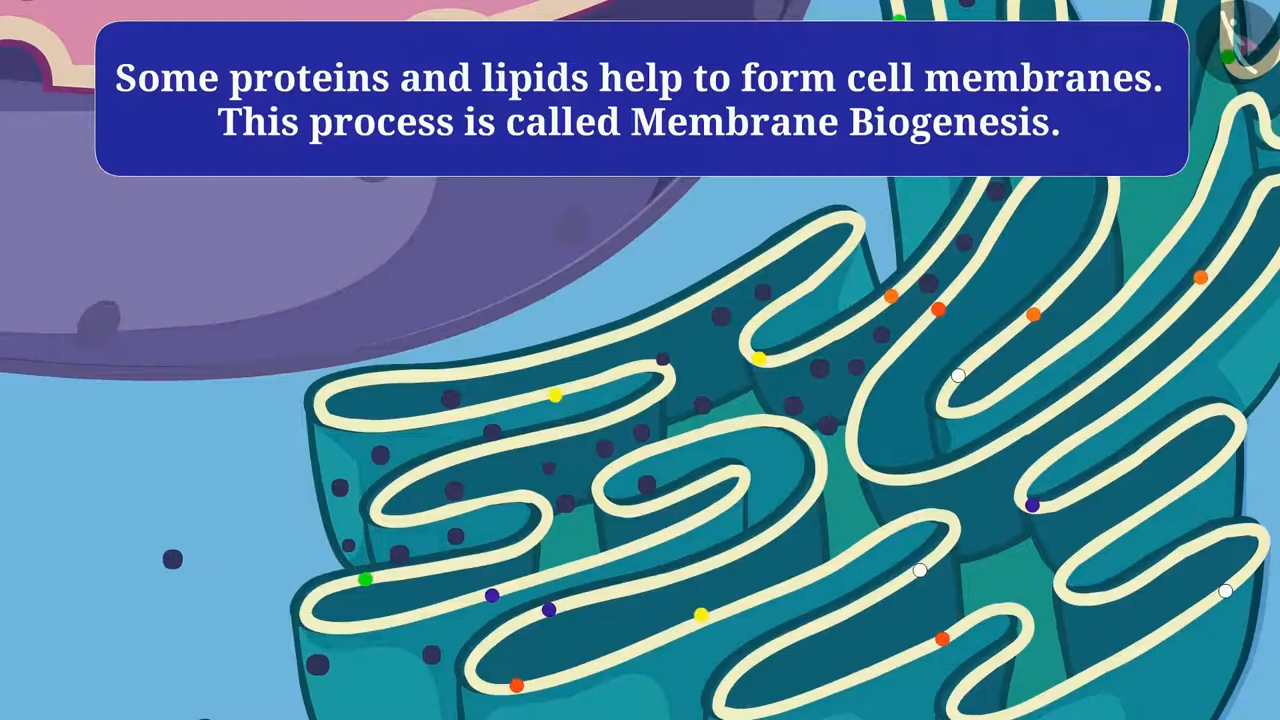 Some proteins and lipids help to form cell membranes.
This process is called Membrane Biogenesis.